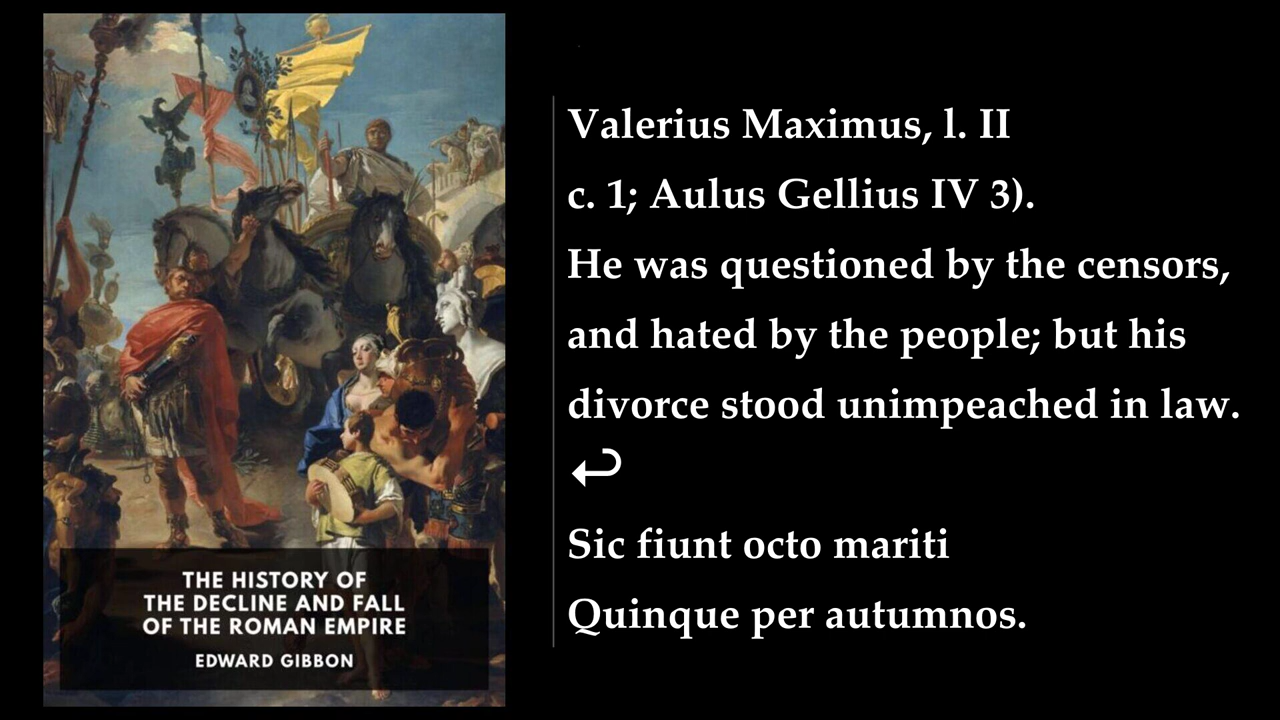 THE HISTORY OF
THE DECLINE AND FALL
OF THE ROMAN EMPIRE
EDWARD GIBBON
Valerius Maximus, l. II
c. 1; Aulus Gellius IV 3).
He was questioned by the censors,
and hated by the people; but his
divorce stood unimpeached in law.
↩
Sic fiunt octo mariti
Quinque per autumnos.